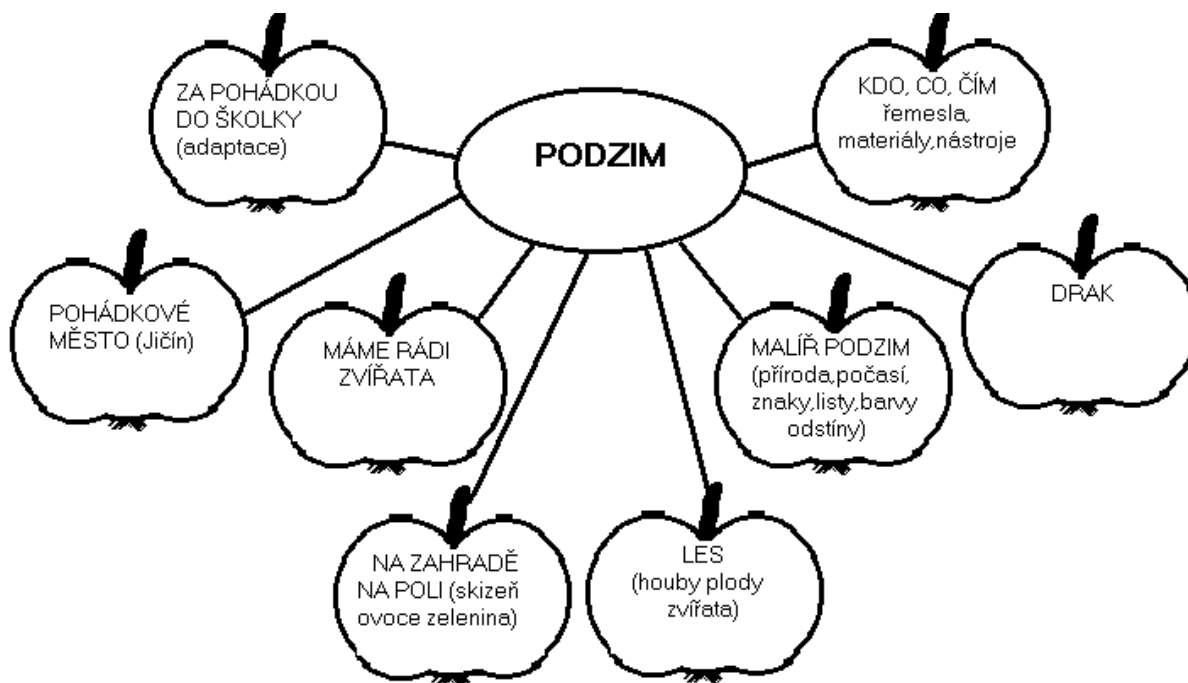 ZA POHÁDKOU
DO ŠKOLKY
(adaptace)
PODZIM
KDO, CO, ČÍM
řemesla,
materiály,nástroje
POHÁDKOVÉ
MĚSTO (Jičín)
MÁME RÁDI
ZVÍŘATA
MALÍŘ PODZIM
(příroda,počasí,
znaky,listy,barvy
odstíny)
DRAK
NA ZAHRADĚ
NA POLI (skizeň
ovoce zelenina)
LES
(houby plody
zvířata)